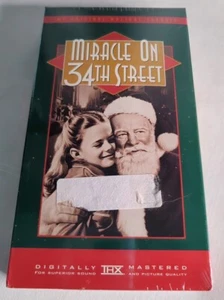 MIRACLE ON
34TH STREET
DIGITALLY THX MASTERED
FOR SUPERIOR SOUND AND PICTURE QUALITY